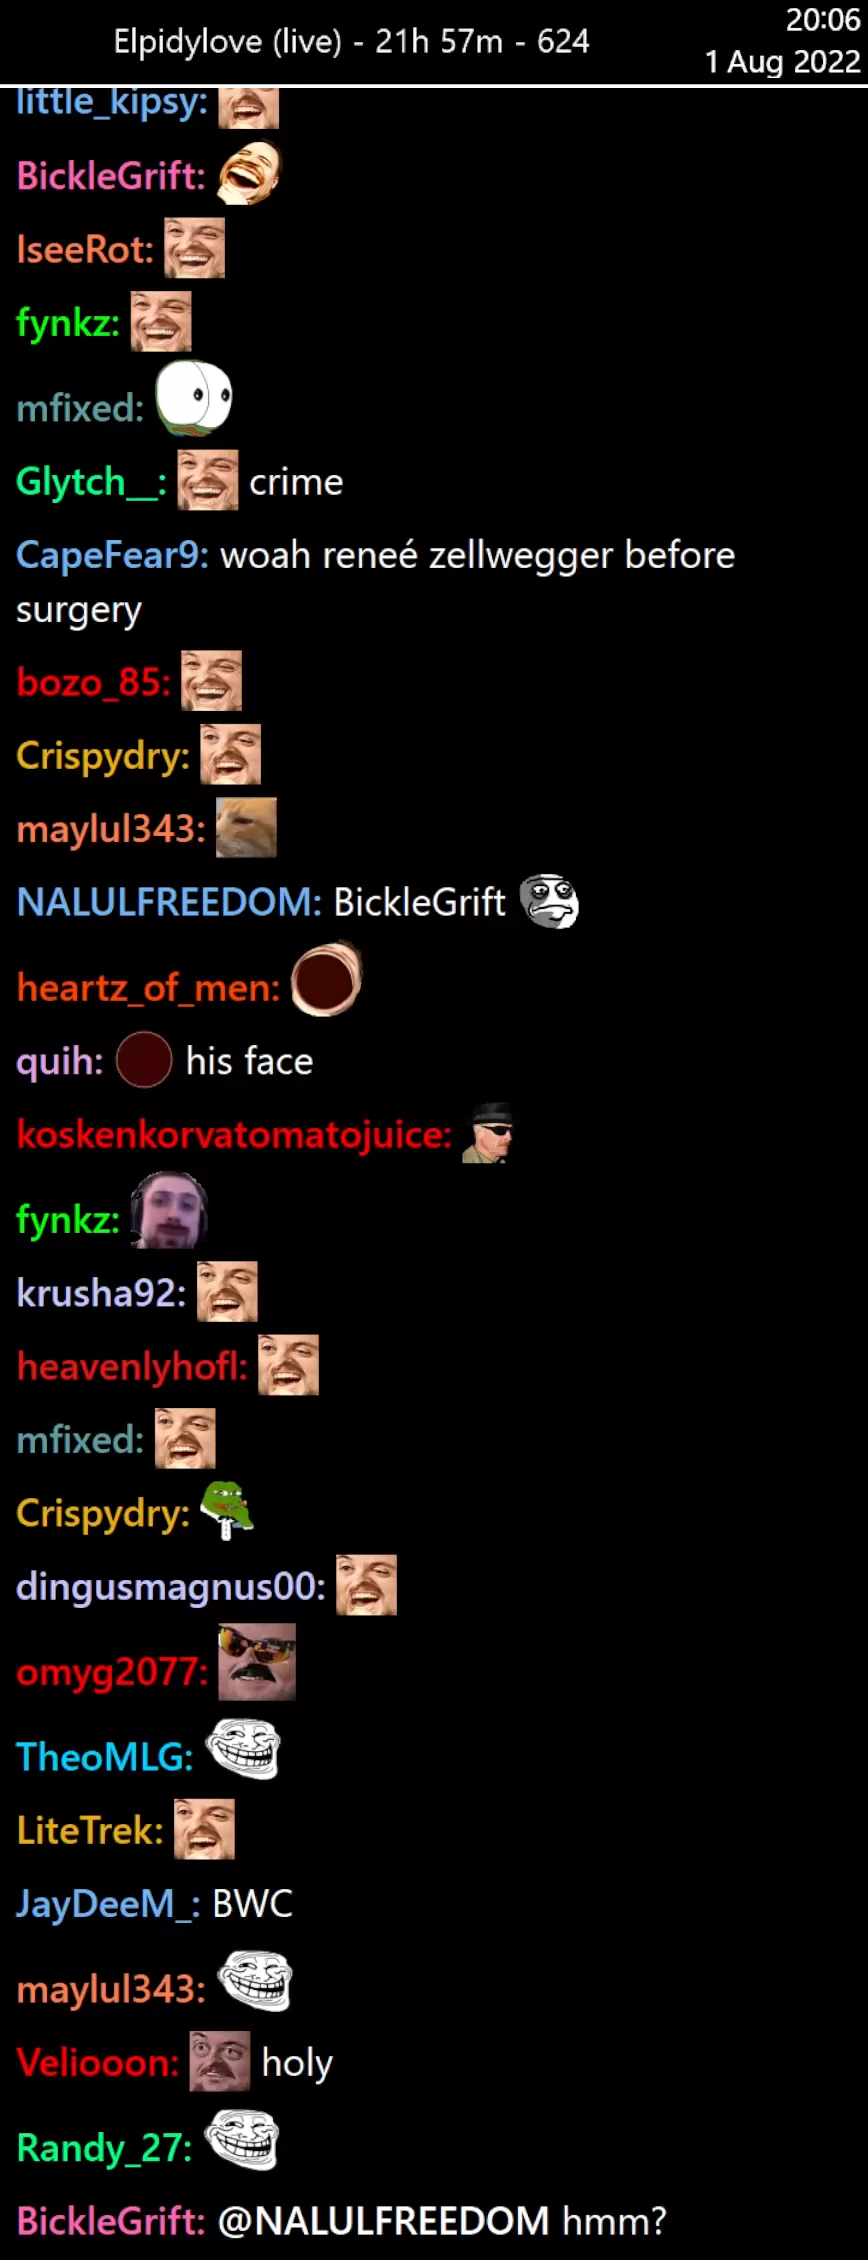 Elpidylove (live) - 21h 57m - 624
20:06
1 Aug 2022
little_kipsy:
BickleGrift:
IseeRot:
fynkz:
mfixed:
Glytch__: crime
CapeFear9: woah reneé zellwegger before
surgery
bozo_85:
Crispydry:
maylul343:
NALULFREEDOM: BickleGrift
heartz_of_men:
quih: his face
koskenkorvatomatojuice:
fynkz:
krusha92:
heavenlyhofl:
mfixed:
Crispydry:
dingusmagnus00:
omyg2077:
TheoMLG:
LiteTrek:
JayDeeM_: BWC
maylul343:
Veliooon: holy
Randy_27:
BickleGrift: @NALULFREEDOM hmm?